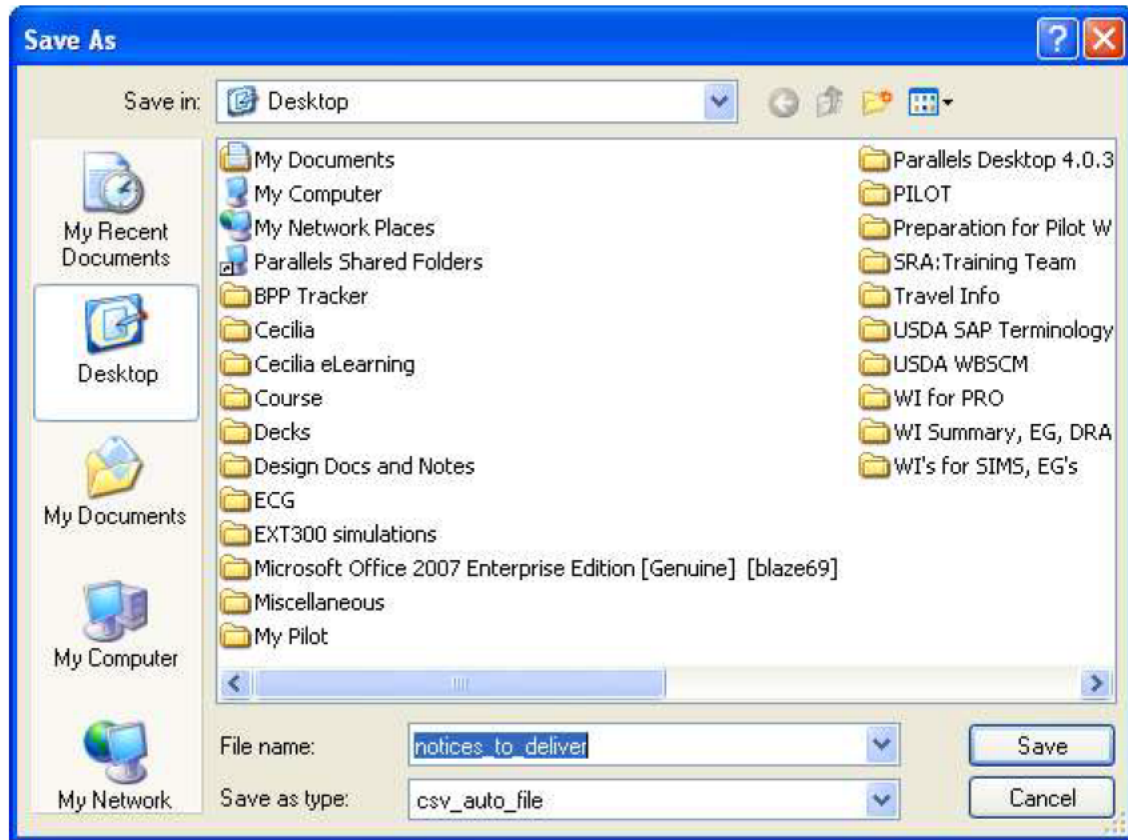 Save As
Save in:
Desktop
My Recent
Documents
Desktop
My Documents
My Computer
My Network
My Documents
My Computer
My Network Places
Parallels Shared Folders
BPP Tracker
Cecilia
Cecilia eLearning
Course
Decks
Design Docs and Notes
ECG
EXT300 simulations
Microsoft Office 2007 Enterprise Edition [Genuine] [blaze69]
Miscellaneous
My Pilot
Parallels Desktop 4.0.3
PILOT
Preparation for Pilot W
SRA:Training Team
Travel Info
USDA SAP Terminology
USDA WBSCM
WI for PRO
WI Summary, EG, DRA
WI's for SIMS, EG's
File name:
notices_to_deliver
Save
Save as type:
csv_auto_file
Cancel